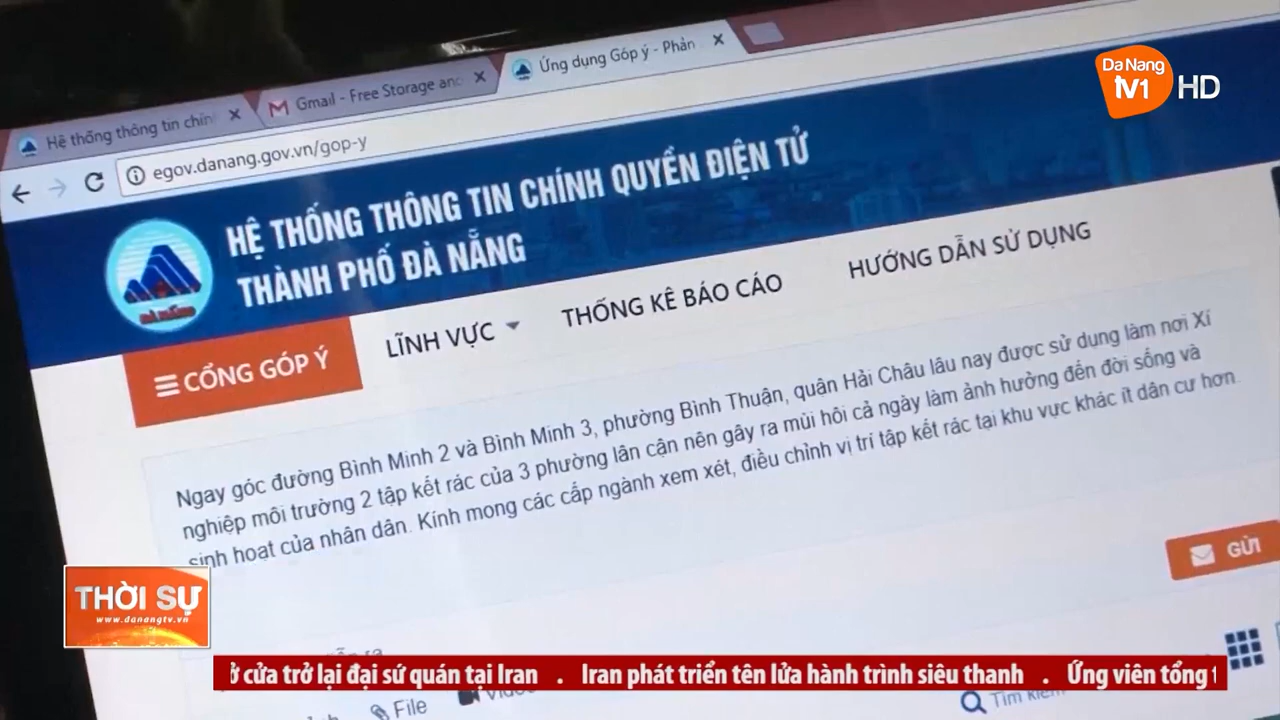 Da Nang
tv1 HD
Hệ thống thông tin chín
Gmail - Free Storage and
Ứng dụng Góp ý - Phản
egov.danang.gov.vn/gop-y
HỆ THỐNG THÔNG TIN CHÍNH QUYỀN ĐIỆN TỬ
THÀNH PHỐ ĐÀ NẴNG
ĐÀ NẴNG
CỔNG GÓP Ý
LĨNH VỰC
THỐNG KÊ BÁO CÁO
HƯỚNG DẪN SỬ DỤNG
Ngay góc đường Bình Minh 2 và Bình Minh 3, phường Bình Thuận, quận Hải Châu lâu nay được sử dụng làm nơi Xí
nghiệp môi trường 2 tập kết rác của 3 phường lân cận nên gây ra mùi hôi cả ngày làm ảnh hưởng đến đời sống và
sinh hoạt của nhân dân. Kính mong các cấp ngành xem xét, điều chỉnh vị trí tập kết rác tại khu vực khác ít dân cư hơn.
GỬI
THỜI SỰ
www.danangtv.vn
ở cửa trở lại đại sứ quán tại Iran . Iran phát triển tên lửa hành trình siêu thanh . Ứng viên tổng t
File
Video
Tìm kiếm